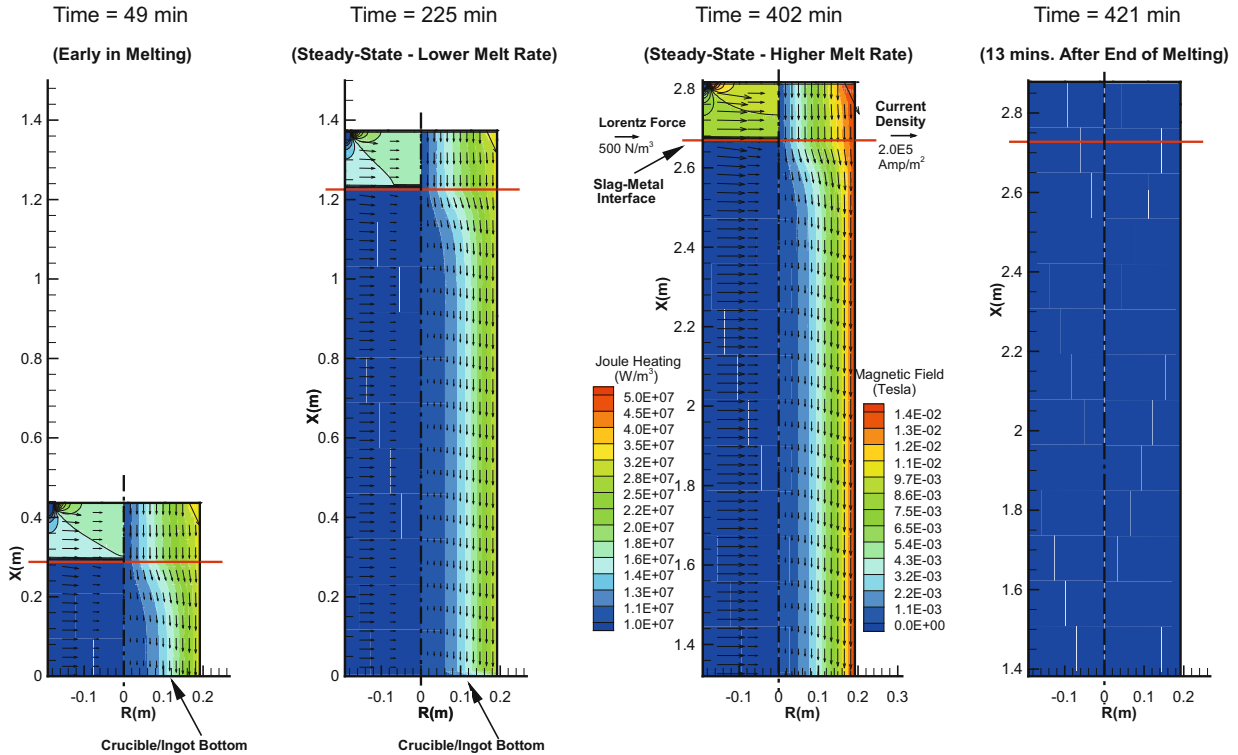 Time = 49 min
(Early in Melting)
X(m)
1.4
1.2
1
0.8
0.6
0.4
0.2
0
-0.1 0 0.1 0.2
R(m)
Crucible/Ingot Bottom
Time = 225 min
(Steady-State - Lower Melt Rate)
X(m)
1.4
1.2
1
0.8
0.6
0.4
0.2
0
-0.1 0 0.1 0.2
R(m)
Crucible/Ingot Bottom
Time = 402 min
(Steady-State - Higher Melt Rate)
Lorentz Force
500 N/m³
Slag-Metal
Interface
Current
Density
2.0E5
Amp/m²
X(m)
2.8
2.6
2.4
2.2
2
1.8
1.6
1.4
-0.1 0 0.1 0.2 0.3
R(m)
Joule Heating
(W/m³)
5.0E+07
4.5E+07
4.0E+07
3.5E+07
3.2E+07
2.8E+07
2.5E+07
2.2E+07
2.0E+07
1.8E+07
1.6E+07
1.4E+07
1.3E+07
1.1E+07
1.0E+07
Magnetic Field
(Tesla)
1.4E-02
1.3E-02
1.2E-02
1.1E-02
9.7E-03
8.6E-03
7.5E-03
6.5E-03
5.4E-03
4.3E-03
3.2E-03
2.2E-03
1.1E-03
0.0E+00
Time = 421 min
(13 mins. After End of Melting)
X(m)
2.8
2.6
2.4
2.2
2
1.8
1.6
1.4
-0.1 0 0.1 0.2
R(m)